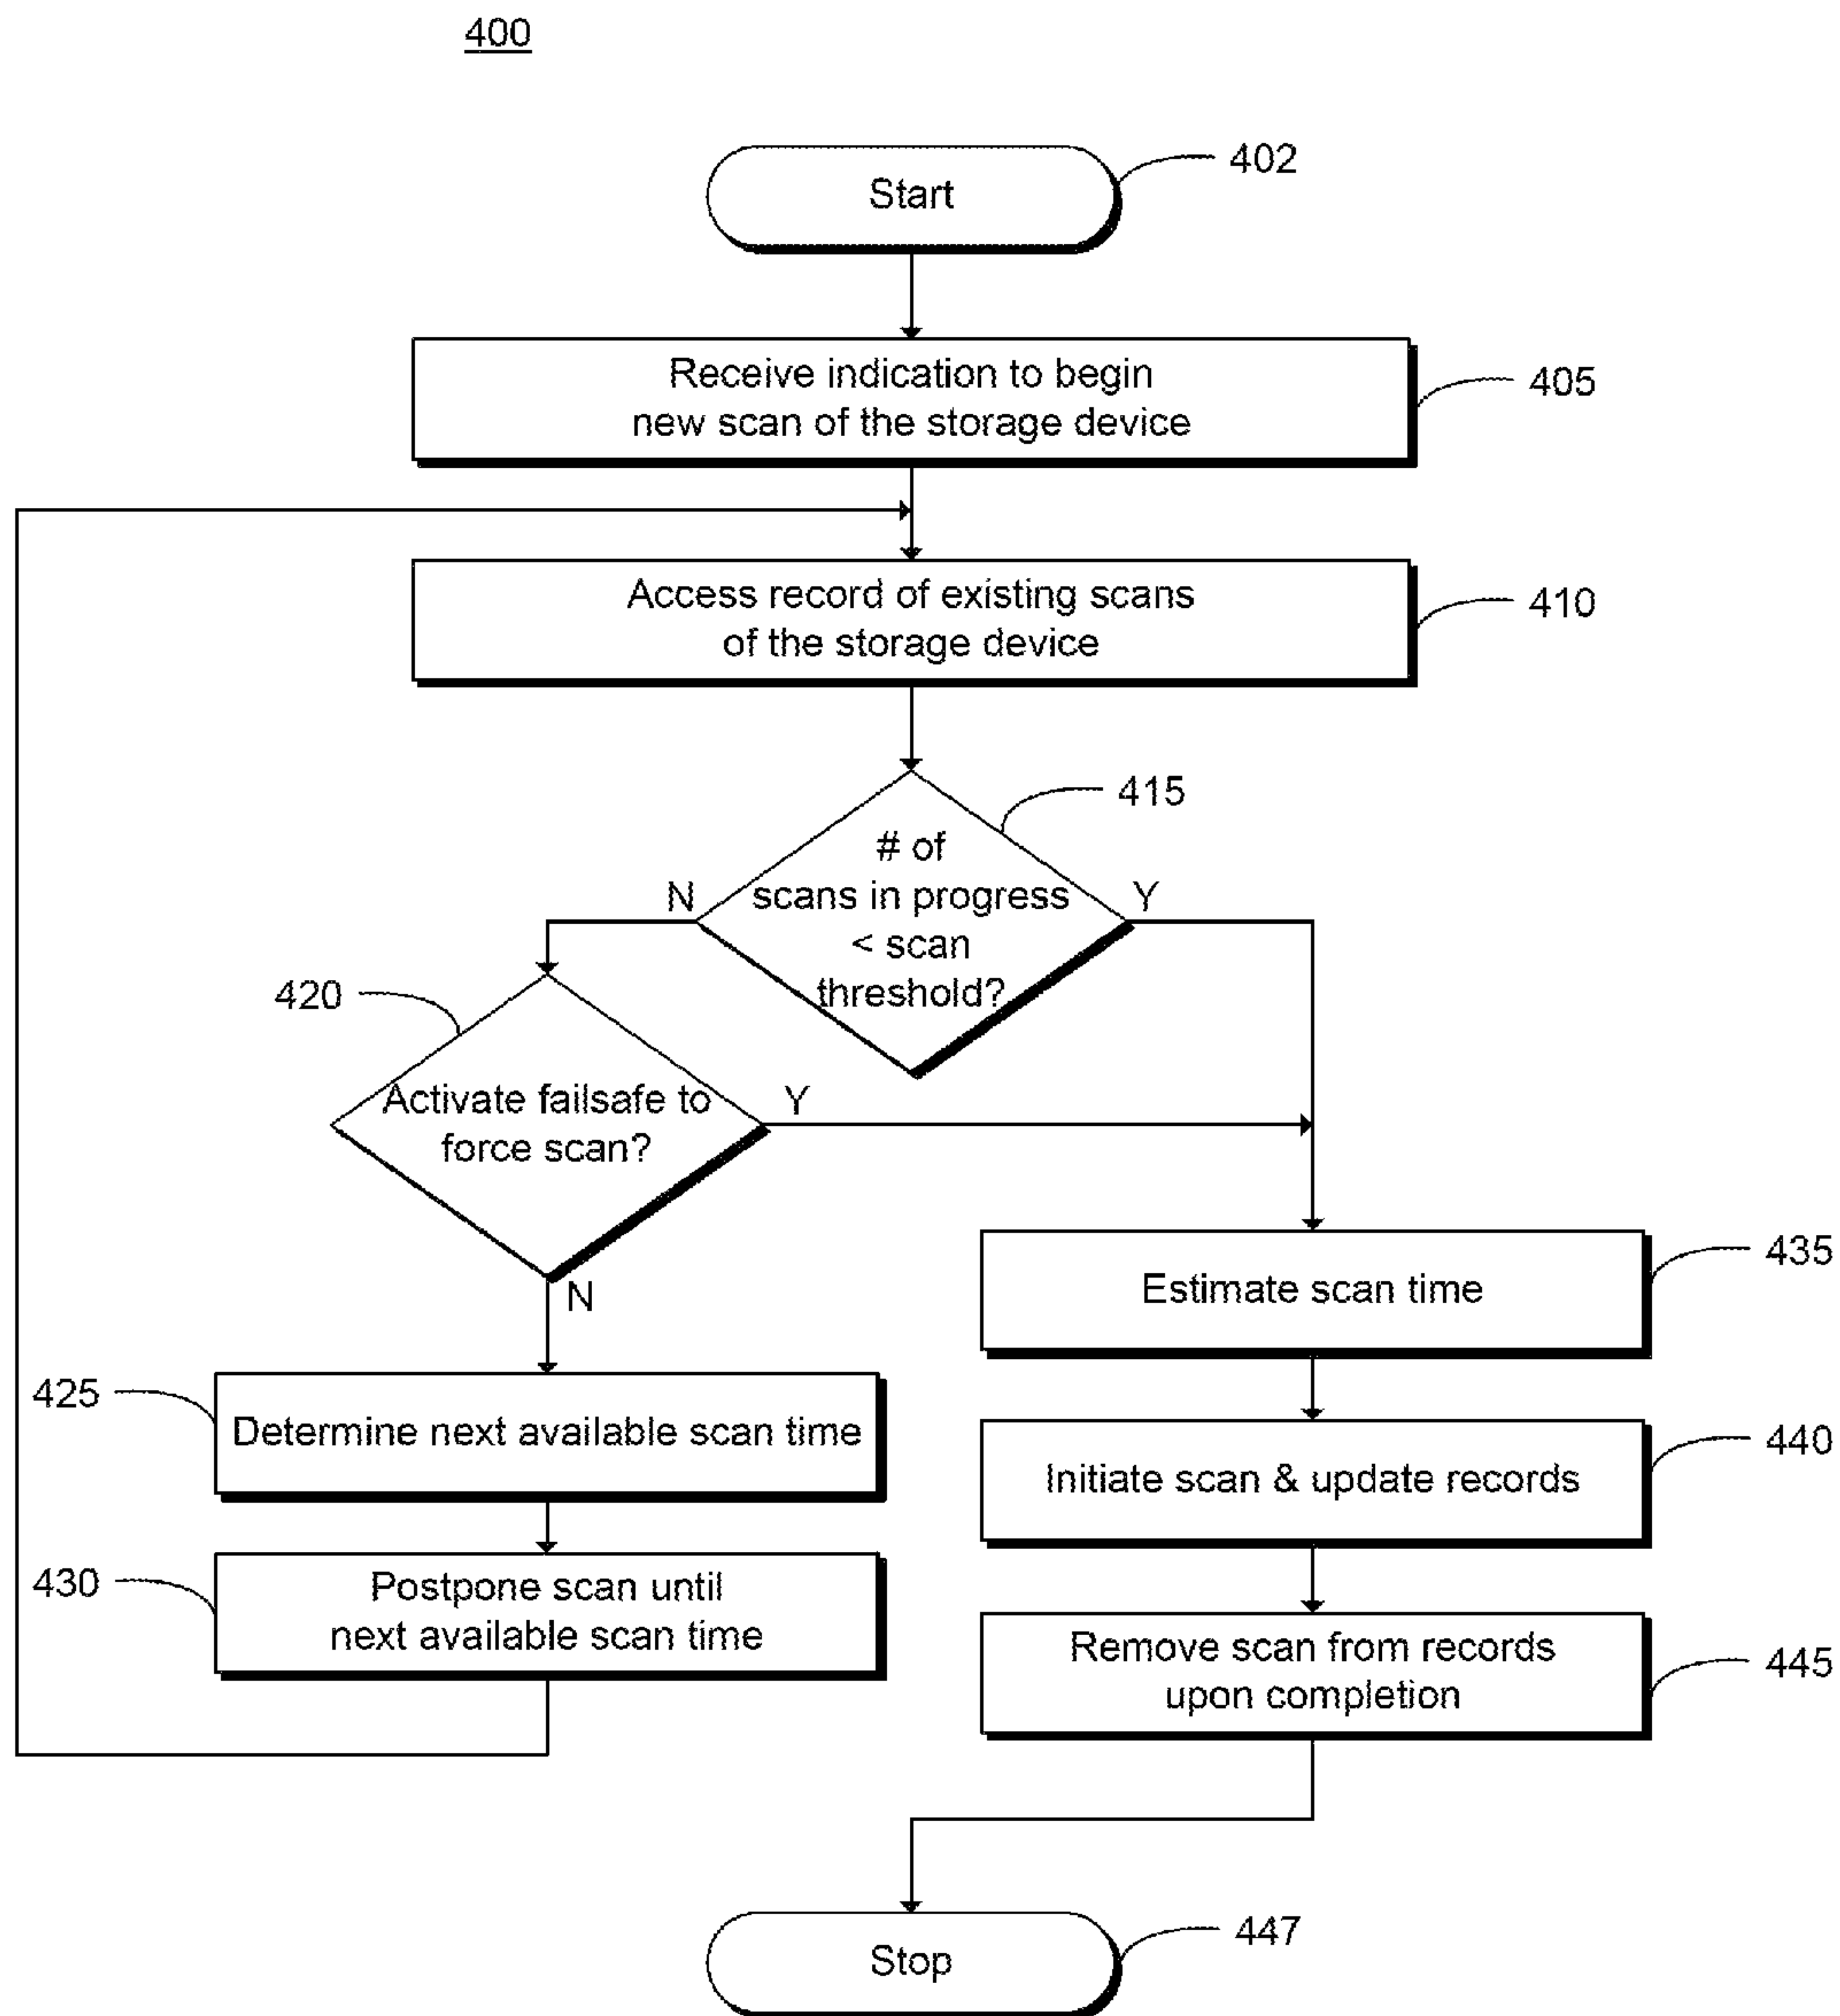 400
Start
402
Receive indication to begin
new scan of the storage device
405
Access record of existing scans
of the storage device
410
415
# of
scans in progress
< scan
threshold?
N
Y
420
Activate failsafe to
force scan?
Y
N
435
Estimate scan time
425
Determine next available scan time
440
Initiate scan & update records
430
Postpone scan until
next available scan time
Remove scan from records
upon completion
445
Stop
447